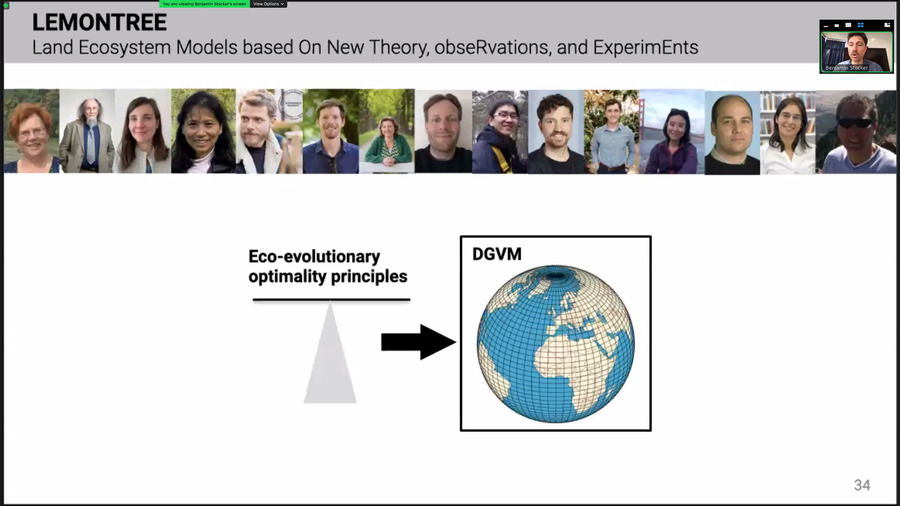 You are viewing Benjamin Stocker's screen
View Options
LEMONTREE
Land Ecosystem Models based On New Theory, obseRvations, and ExperimEnts
Benjamin Stocker
Eco-evolutionary
optimality principles
DGVM
34